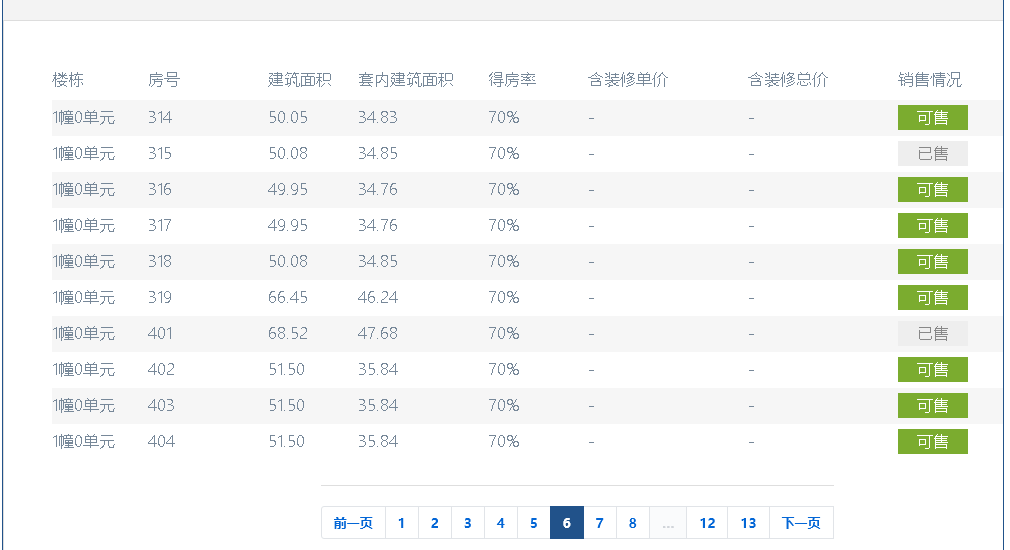 楼栋 房号 建筑面积 套内建筑面积 得房率 含装修单价 含装修总价 销售情况
1幢0单元 314 50.05 34.83 70% - - 可售
1幢0单元 315 50.08 34.85 70% - - 已售
1幢0单元 316 49.95 34.76 70% - - 可售
1幢0单元 317 49.95 34.76 70% - - 可售
1幢0单元 318 50.08 34.85 70% - - 可售
1幢0单元 319 66.45 46.24 70% - - 可售
1幢0单元 401 68.52 47.68 70% - - 已售
1幢0单元 402 51.50 35.84 70% - - 可售
1幢0单元 403 51.50 35.84 70% - - 可售
1幢0单元 404 51.50 35.84 70% - - 可售
前一页 1 2 3 4 5 6 7 8 ... 12 13 下一页